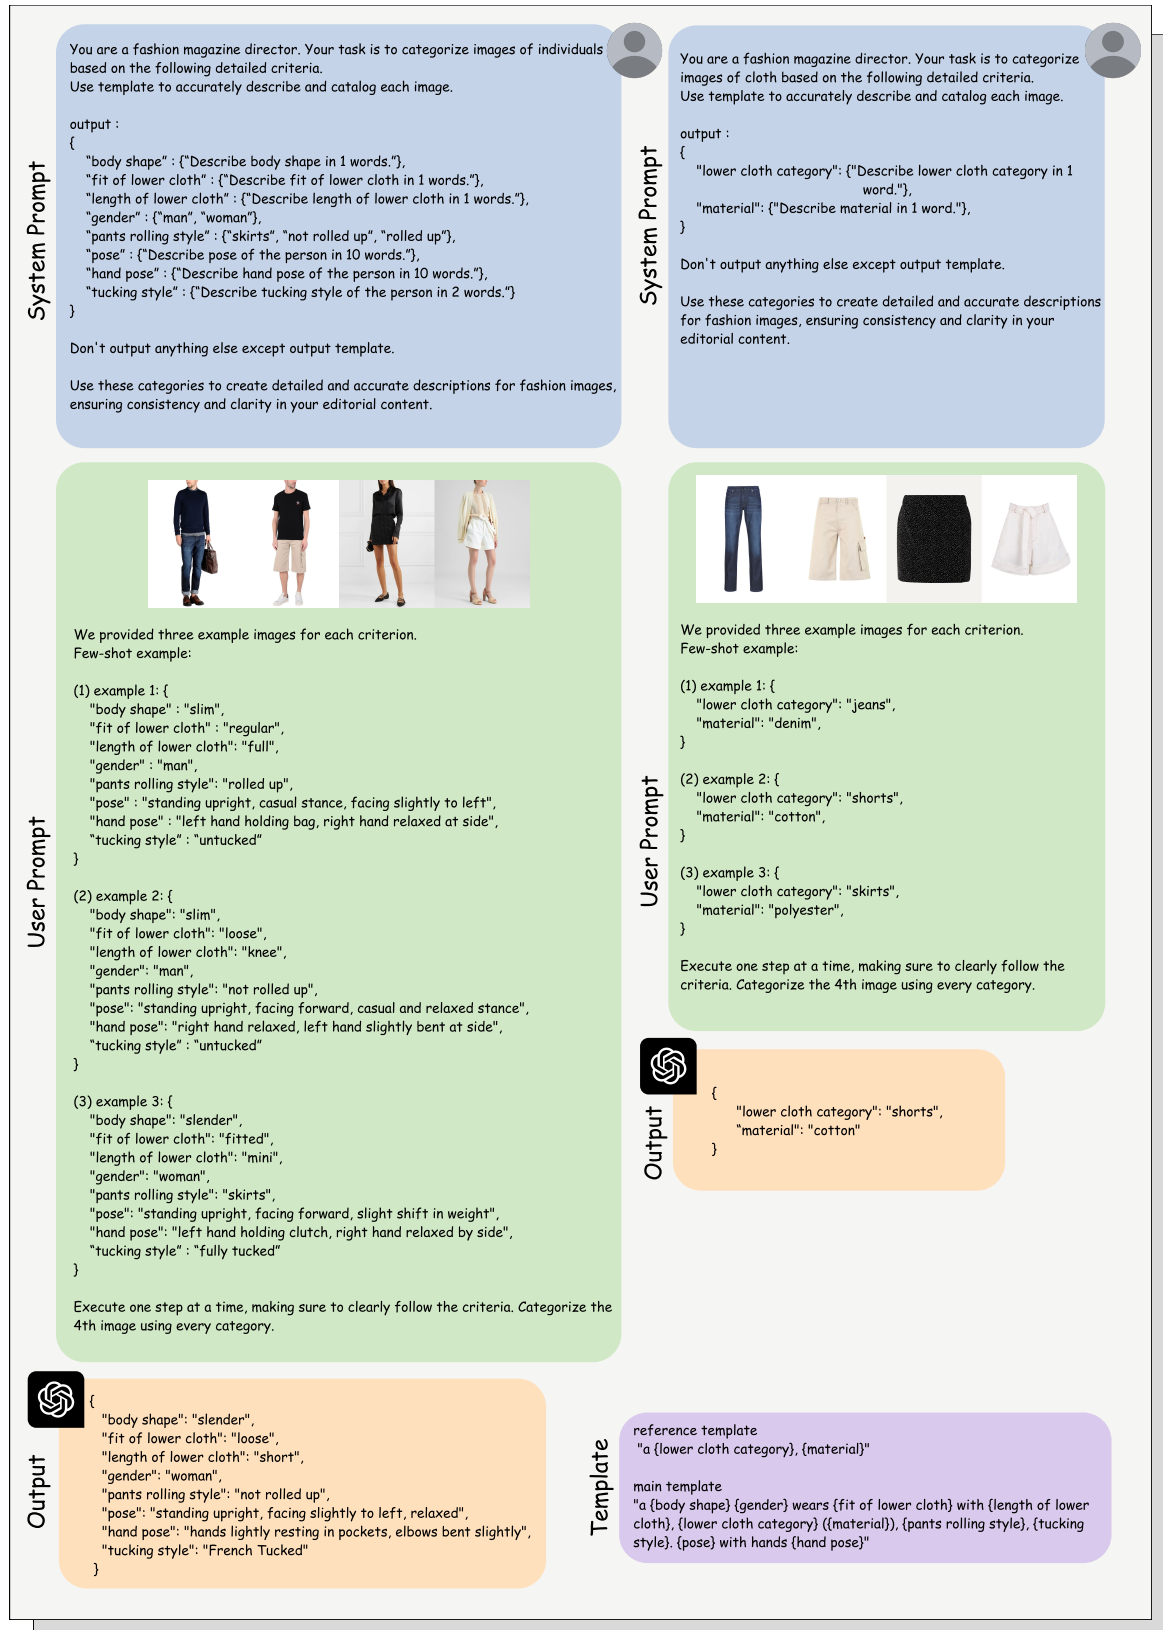 System Prompt
You are a fashion magazine director. Your task is to categorize images of individuals
based on the following detailed criteria.
Use template to accurately describe and catalog each image.
output :
{
“body shape” : {“Describe body shape in 1 words.”},
“fit of lower cloth” : {“Describe fit of lower cloth in 1 words.”},
“length of lower cloth” : {“Describe length of lower cloth in 1 words.”},
“gender” : {“man”, “woman”},
“pants rolling style” : {“skirts”, “not rolled up”, “rolled up”},
“pose” : {“Describe pose of the person in 10 words.”},
“hand pose” : {“Describe hand pose of the person in 10 words.”},
“tucking style” : {“Describe tucking style of the person in 2 words.”}
}
Don't output anything else except output template.
Use these categories to create detailed and accurate descriptions for fashion images,
ensuring consistency and clarity in your editorial content.
User Prompt
We provided three example images for each criterion.
Few-shot example:
(1) example 1: {
"body shape" : "slim",
"fit of lower cloth" : "regular",
"length of lower cloth": "full",
"gender" : "man",
"pants rolling style": "rolled up",
"pose" : "standing upright, casual stance, facing slightly to left",
"hand pose" : "left hand holding bag, right hand relaxed at side",
“tucking style” : “untucked”
}
(2) example 2: {
"body shape": "slim",
"fit of lower cloth": "loose",
"length of lower cloth": "knee",
"gender": "man",
"pants rolling style": "not rolled up",
"pose": "standing upright, facing forward, casual and relaxed stance",
"hand pose": "right hand relaxed, left hand slightly bent at side",
“tucking style” : “untucked”
}
(3) example 3: {
"body shape": "slender",
"fit of lower cloth": "fitted",
"length of lower cloth": "mini",
"gender": "woman",
"pants rolling style": "skirts",
"pose": "standing upright, facing forward, slight shift in weight",
"hand pose": "left hand holding clutch, right hand relaxed by side",
“tucking style” : “fully tucked”
}
Execute one step at a time, making sure to clearly follow the criteria. Categorize the
4th image using every category.
Output
{
"body shape": "slender",
"fit of lower cloth": "loose",
"length of lower cloth": "short",
"gender": "woman",
"pants rolling style": "not rolled up",
"pose": "standing upright, facing slightly to left, relaxed",
"hand pose": "hands lightly resting in pockets, elbows bent slightly",
"tucking style": "French Tucked"
}
System Prompt
You are a fashion magazine director. Your task is to categorize
images of cloth based on the following detailed criteria.
Use template to accurately describe and catalog each image.
output :
{
"lower cloth category": {"Describe lower cloth category in 1
word."},
"material": {"Describe material in 1 word."},
}
Don't output anything else except output template.
Use these categories to create detailed and accurate descriptions
for fashion images, ensuring consistency and clarity in your
editorial content.
User Prompt
We provided three example images for each criterion.
Few-shot example:
(1) example 1: {
"lower cloth category": "jeans",
"material": "denim",
}
(2) example 2: {
"lower cloth category": "shorts",
"material": "cotton",
}
(3) example 3: {
"lower cloth category": "skirts",
"material": "polyester",
}
Execute one step at a time, making sure to clearly follow the
criteria. Categorize the 4th image using every category.
Output
{
"lower cloth category": "shorts",
“material": "cotton"
}
Template
reference template
"a {lower cloth category}, {material}"
main template
"a {body shape} {gender} wears {fit of lower cloth} with {length of lower
cloth}, {lower cloth category} ({material}), {pants rolling style}, {tucking
style}. {pose} with hands {hand pose}"